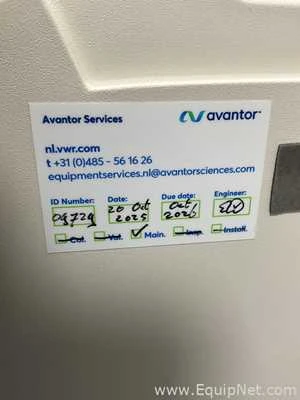 Avantor Services
avantor
nl.vwr.com
t +31 (0)485 - 56 16 26
equipmentservices.nl@avantorsciences.com
ID Number: Date: Due date: Engineer:
09729 20 Oct 2025 Oct 2026
Cal. Val. Main. Insp. Install.
www.EquipNet.com